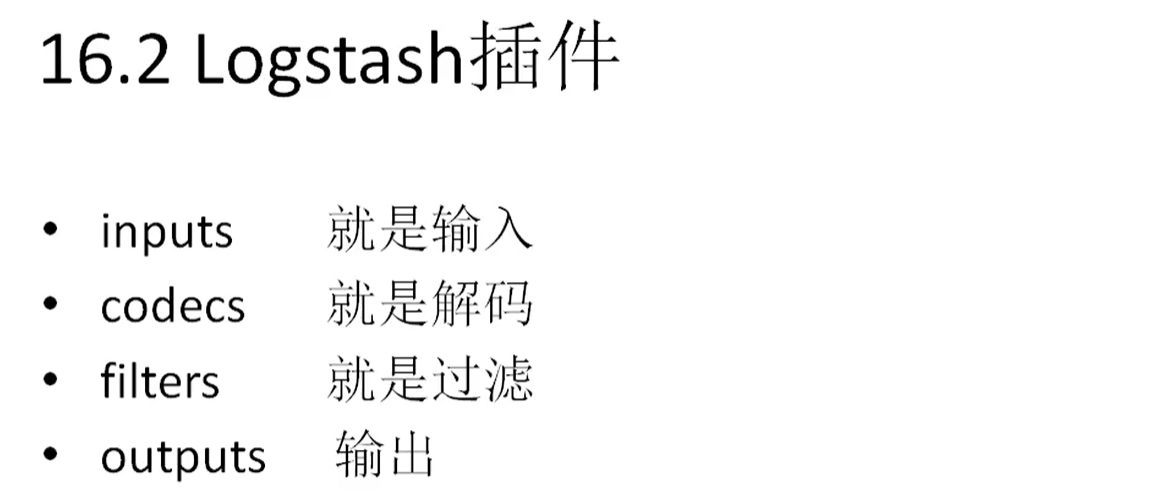 16.2 Logstash插件
• inputs 就是输入
• codecs 就是解码
• filters 就是过滤
• outputs 输出